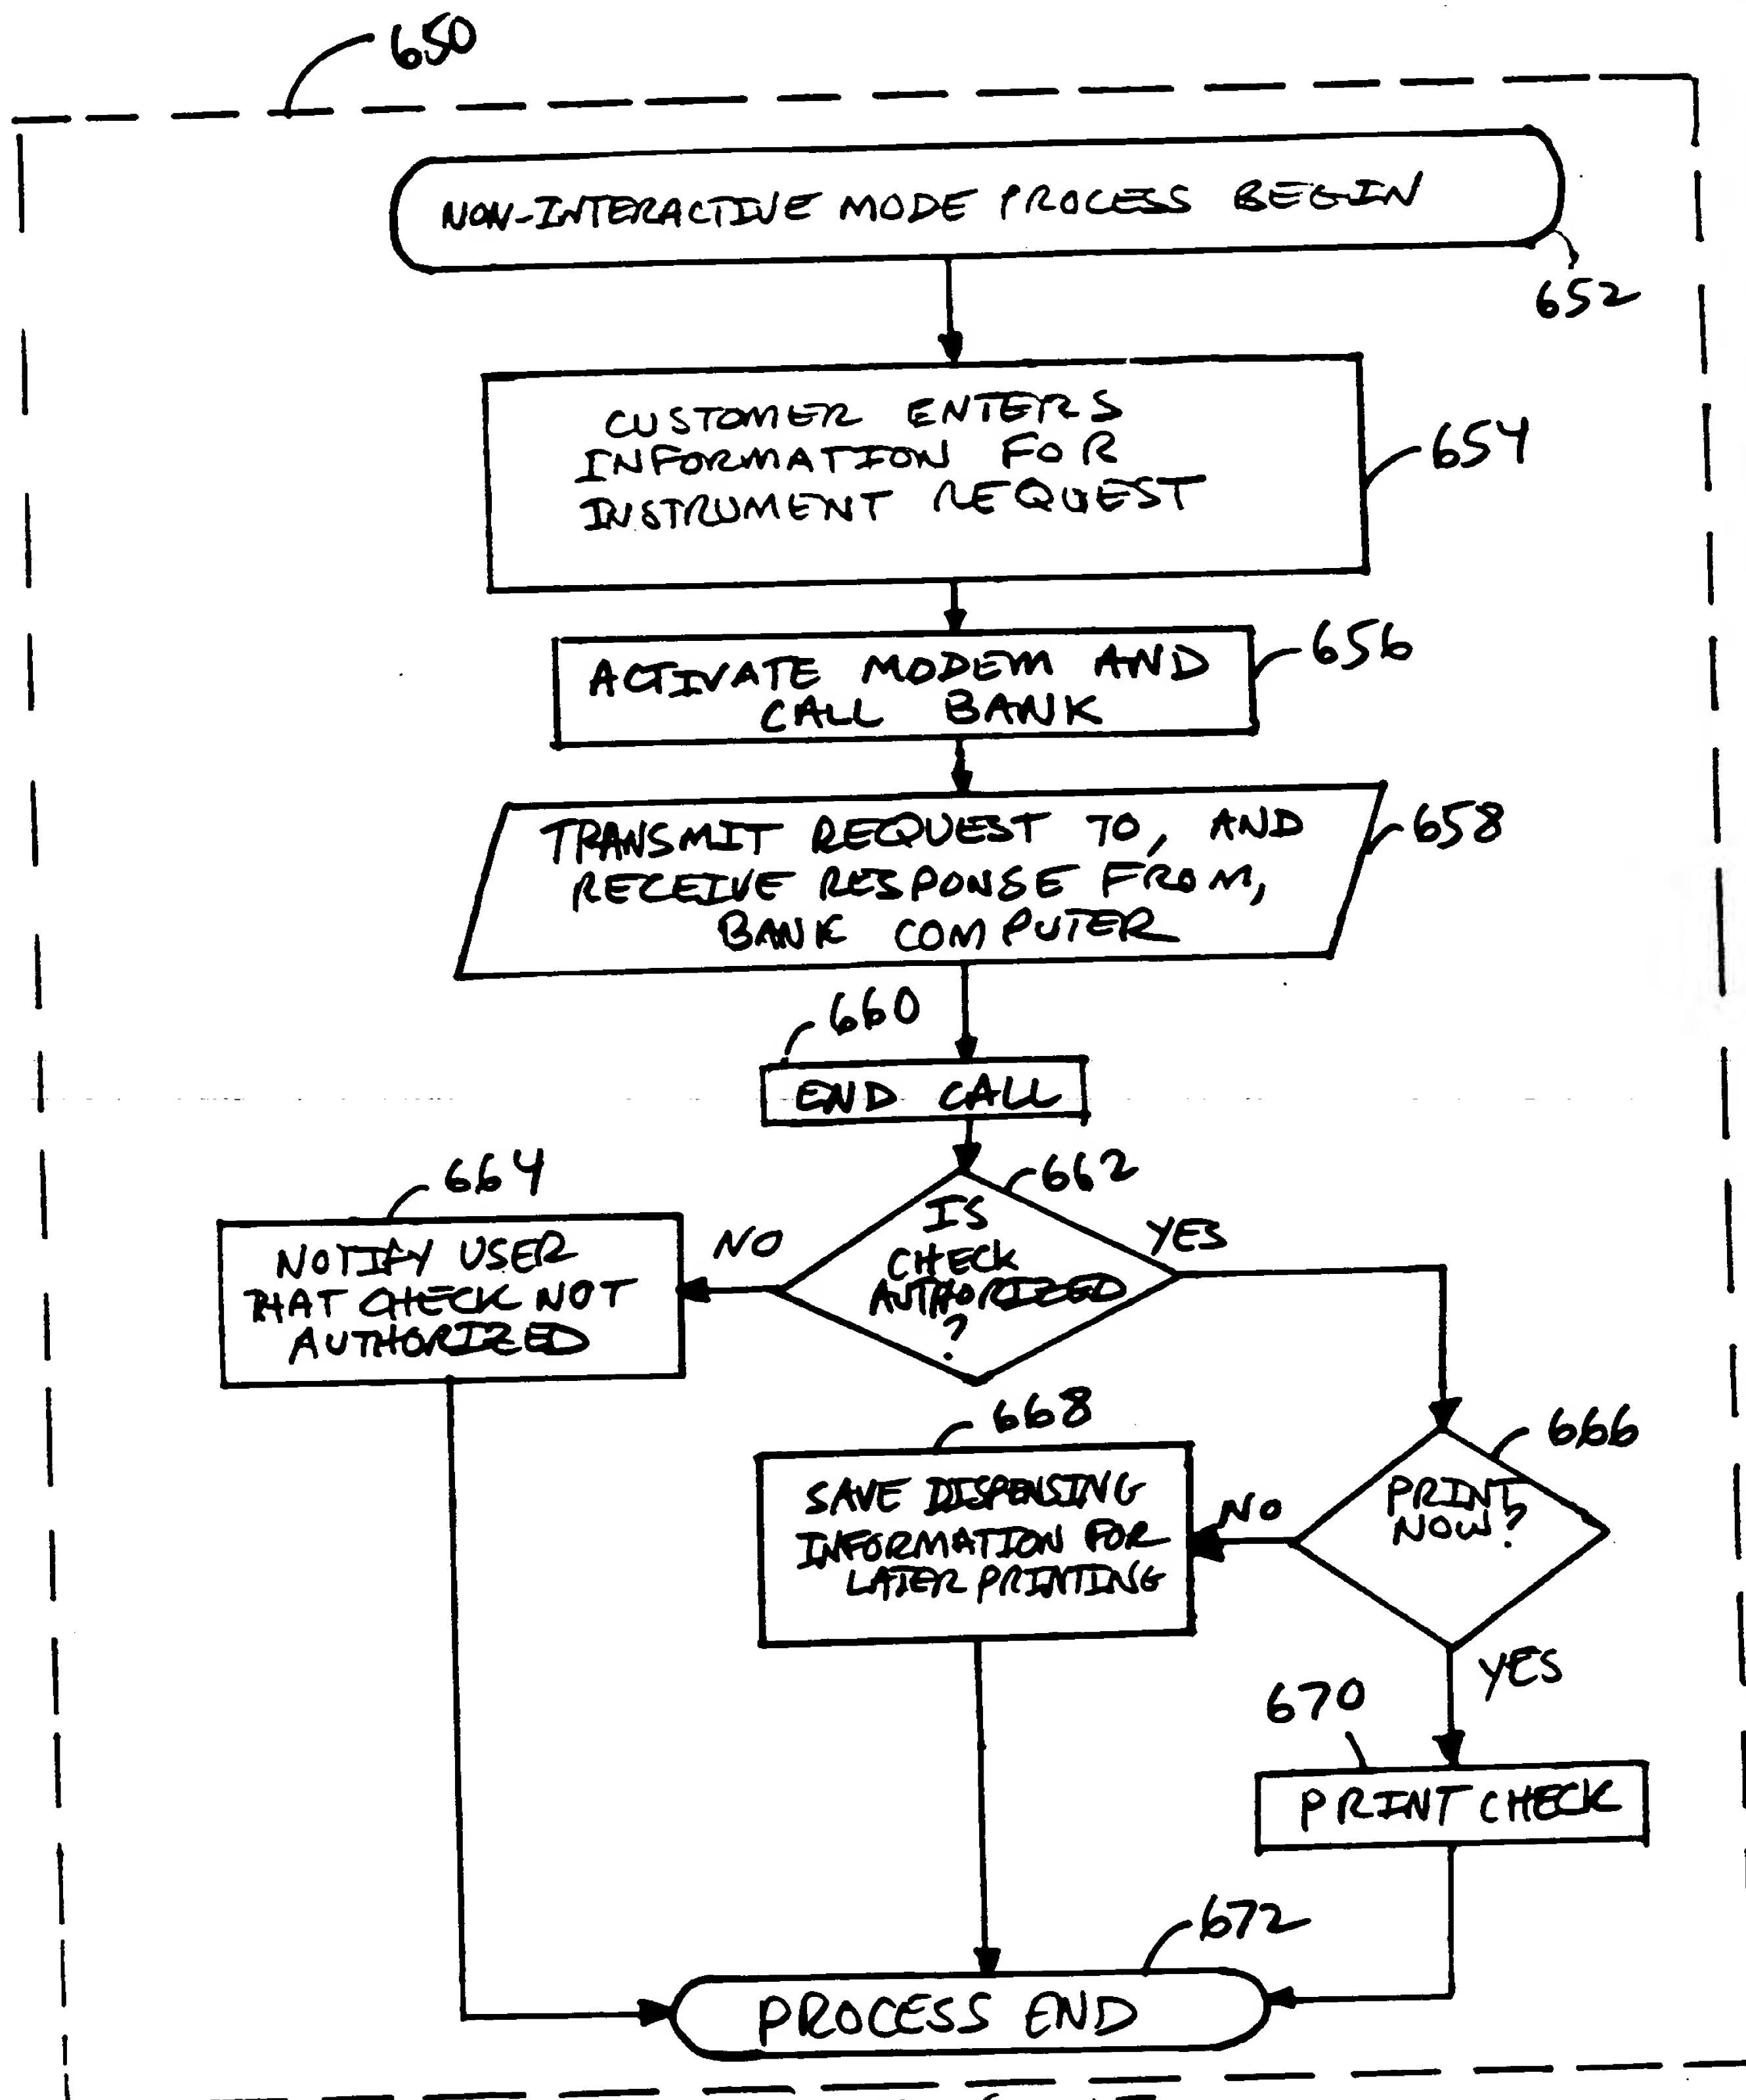 650
NON-INTERACTIVE MODE PROCESS BEGIN
652
CUSTOMER ENTERS
INFORMATION FOR
INSTRUMENT REQUEST
654
ACTIVATE MODEM AND
CALL BANK
656
TRANSMIT REQUEST TO, AND
RECEIVE RESPONSE FROM,
BANK COMPUTER
658
660
END CALL
662
IS
CHECK
AUTHORIZED
?
NO
YES
664
NOTIFY USER
THAT CHECK NOT
AUTHORIZED
666
PRINT
NOW?
NO
YES
668
SAVE DISPENSING
INFORMATION FOR
LATER PRINTING
670
PRINT CHECK
672
PROCESS END